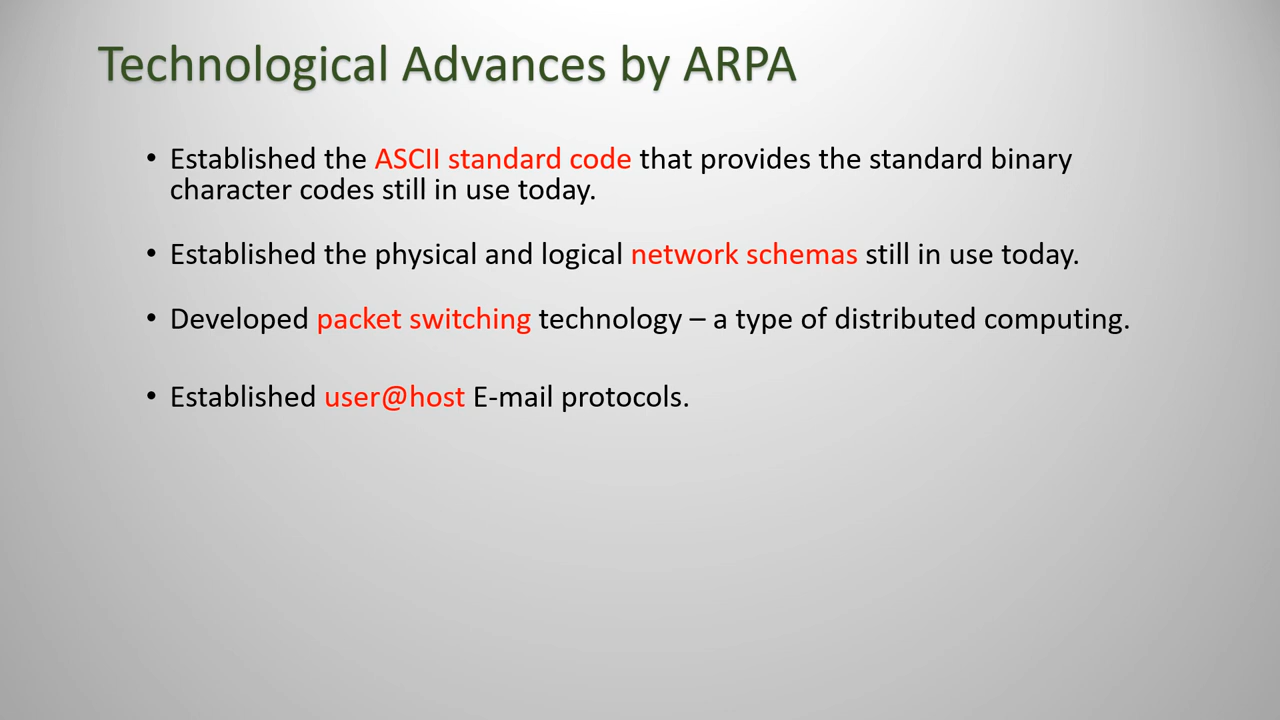 Technological Advances by ARPA
• Established the ASCII standard code that provides the standard binary
character codes still in use today.
• Established the physical and logical network schemas still in use today.
• Developed packet switching technology – a type of distributed computing.
• Established user@host E-mail protocols.